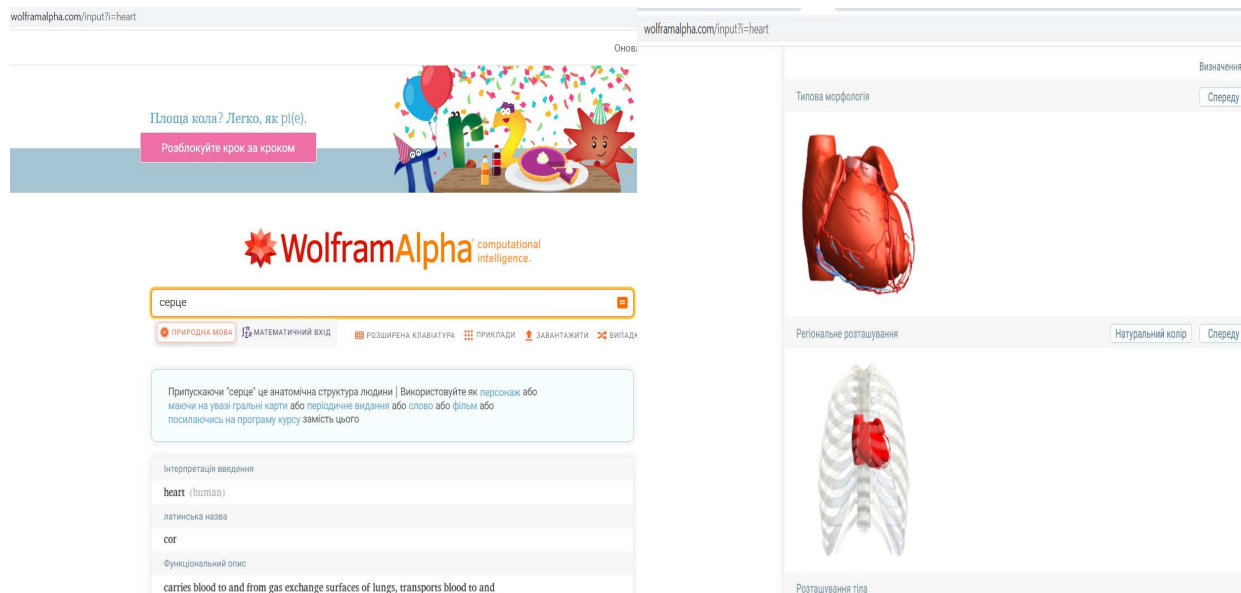 wolframalpha.com/input?i=heart
Площа кола? Легко, як pi(e).
Розблокуйте крок за кроком
WolframAlpha computational
intelligence.
серце
ПРИРОДНА МОВА МАТЕМАТИЧНИЙ ВХІД РОЗШИРЕНА КЛАВІАТУРА ПРИКЛАДИ ЗАВАНТАЖИТИ
Припускаючи "серце" це анатомічна структура людини | Використовуйте як персонаж або
маючи на увазі гральні карти або періодичне видання або слово або фільм або
посилаючись на програму курсу замість цього
Інтерпретація введення
heart (human)
латинська назва
cor
Функціональний опис
carries blood to and from gas exchange surfaces of lungs, transports blood to and
wolframalpha.com/input?i=heart
Визначення
Типова морфологія Спереду
Регіональне розташування Натуральний колір Спереду
Розташування тіла